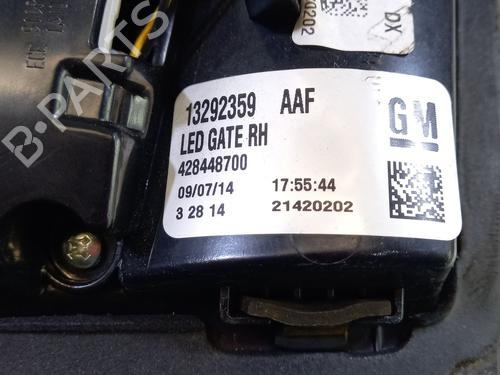 20202
DX
13292359 AAF
LED GATE RH
428448700
GM
09/07/14 17:55:44
3 28 14 21420202
B-PARTS